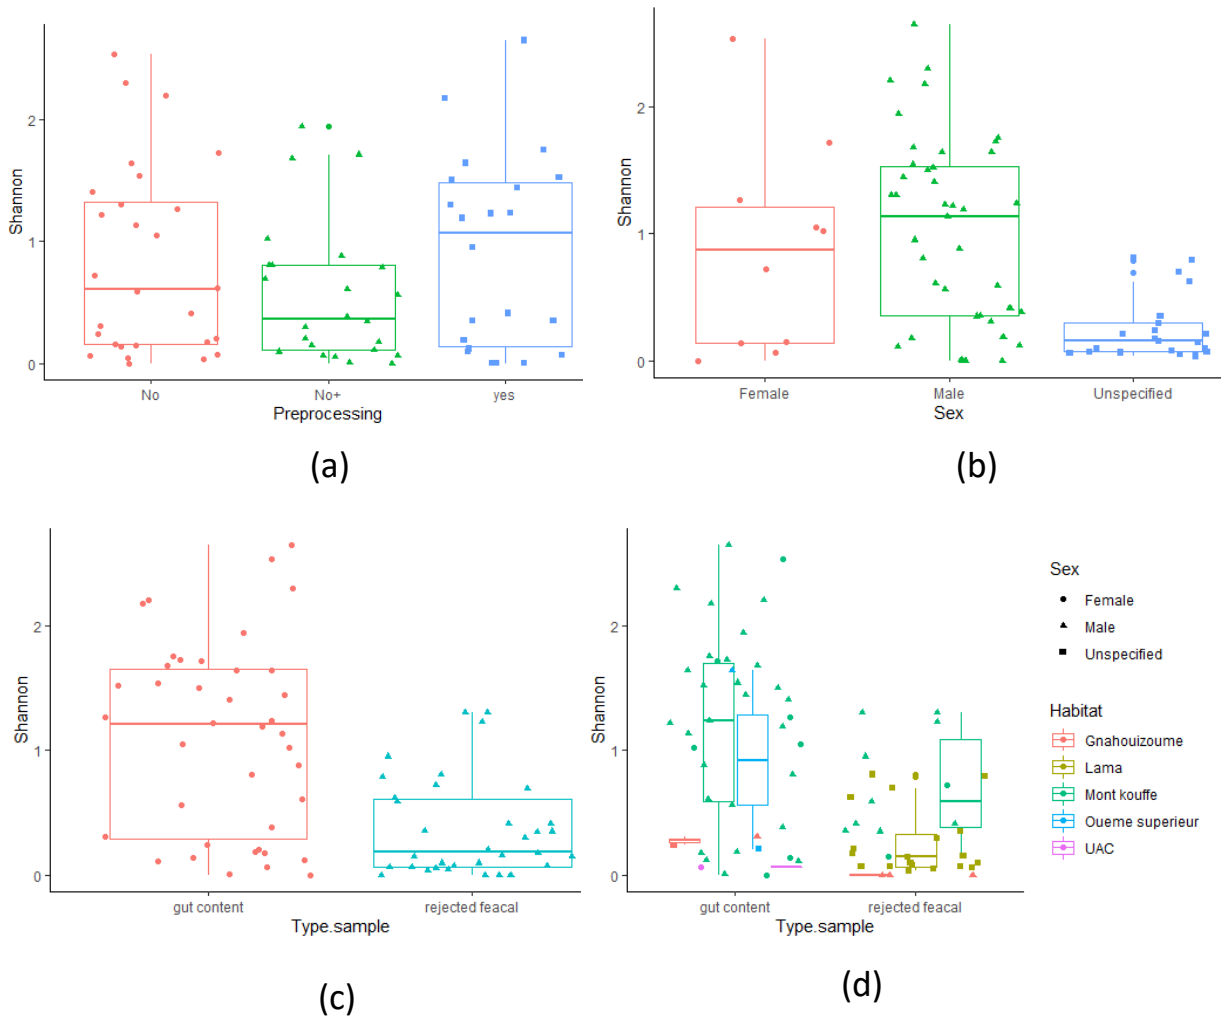 2
1
0
Shannon
No
No+
yes
Preprocessing
(a)
2
1
0
Shannon
Female
Male
Unspecified
Sex
(b)
2
1
0
Shannon
gut content
rejected feacal
Type.sample
(c)
2
1
0
Shannon
gut content
rejected feacal
Type.sample
(d)
Sex
Female
Male
Unspecified
Habitat
Gnahouizoume
Lama
Mont kouffe
Oueme superieur
UAC